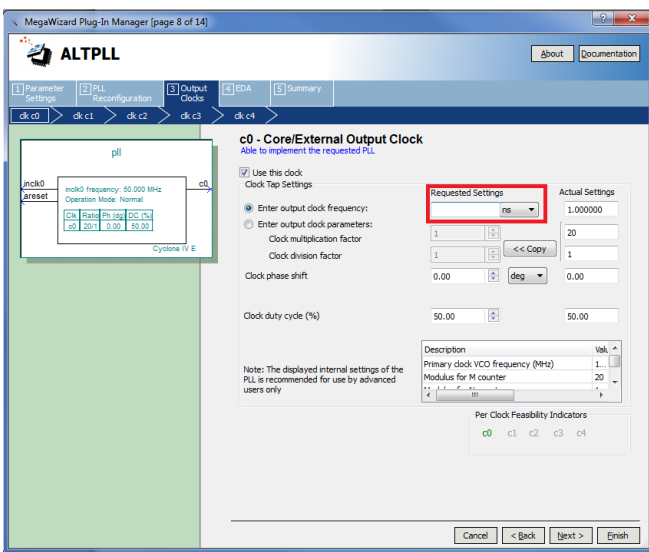 MegaWizard Plug-In Manager [page 8 of 14]
ALTPLL
About
Documentation
1 Parameter Settings
2 PLL Reconfiguration
3 Output Clocks
4 EDA
5 Summary
clk c0
clk c1
clk c2
clk c3
clk c4
pll
inclk0
areset
c0
inclk0 frequency: 50.000 MHz
Operation Mode: Normal
Clk Ratio Ph (dg) DC (%)
c0 20/1 0.00 50.00
Cyclone IV E
c0 - Core/External Output Clock
Able to implement the requested PLL
Use this clock
Clock Tap Settings
Requested Settings
Actual Settings
Enter output clock frequency:
ns
1.000000
Enter output clock parameters:
Clock multiplication factor
1
20
<< Copy
Clock division factor
1
1
Clock phase shift
0.00
deg
0.00
Clock duty cycle (%)
50.00
50.00
Note: The displayed internal settings of the
PLL is recommended for use by advanced
users only
Description
Primary clock VCO frequency (MHz) 1...
Modulus for M counter 20
Per Clock Feasibility Indicators
c0 c1 c2 c3 c4
Cancel
< Back
Next >
Finish